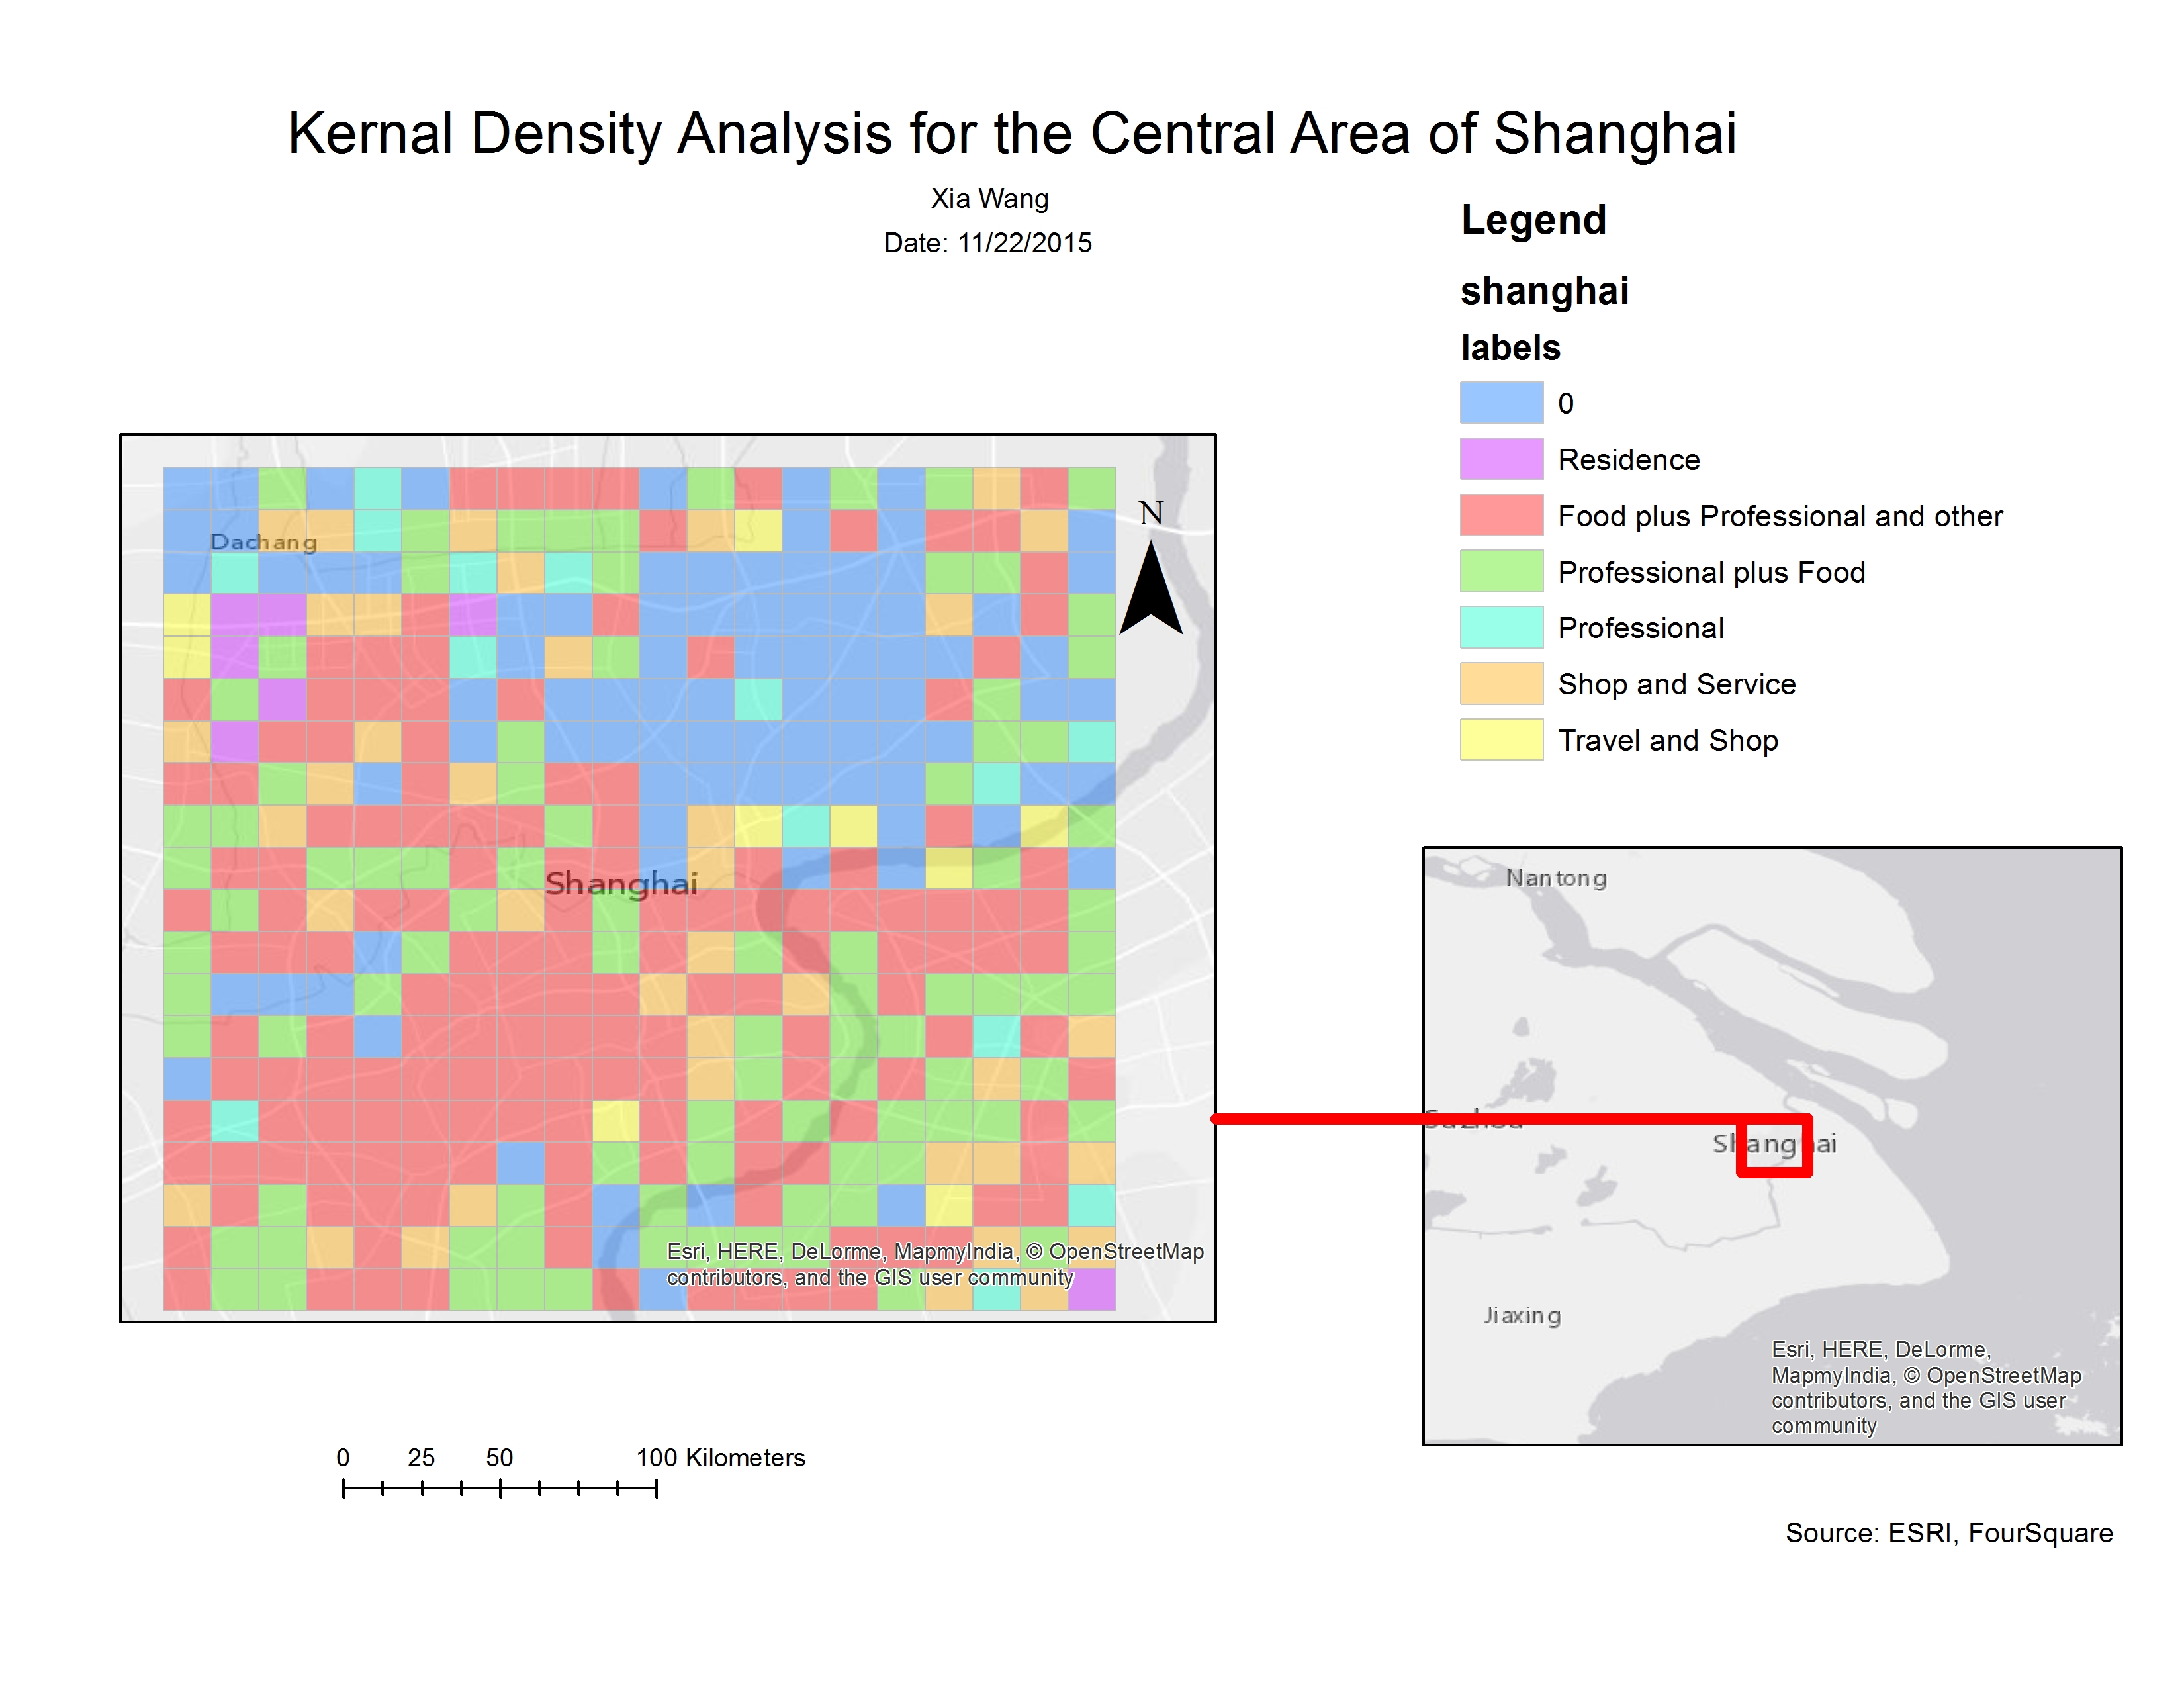 Kernal Density Analysis for the Central Area of Shanghai
Xia Wang
Date: 11/22/2015
Legend
shanghai
labels
0
Residence
Food plus Professional and other
Professional plus Food
Professional
Shop and Service
Travel and Shop
N
Dachang
Shanghai
Esri, HERE, DeLorme, MapmyIndia, © OpenStreetMap
contributors, and the GIS user community
Nantong
Suzhou
Shanghai
Jiaxing
Esri, HERE, DeLorme,
MapmyIndia, © OpenStreetMap
contributors, and the GIS user
community
0 25 50 100 Kilometers
Source: ESRI, FourSquare